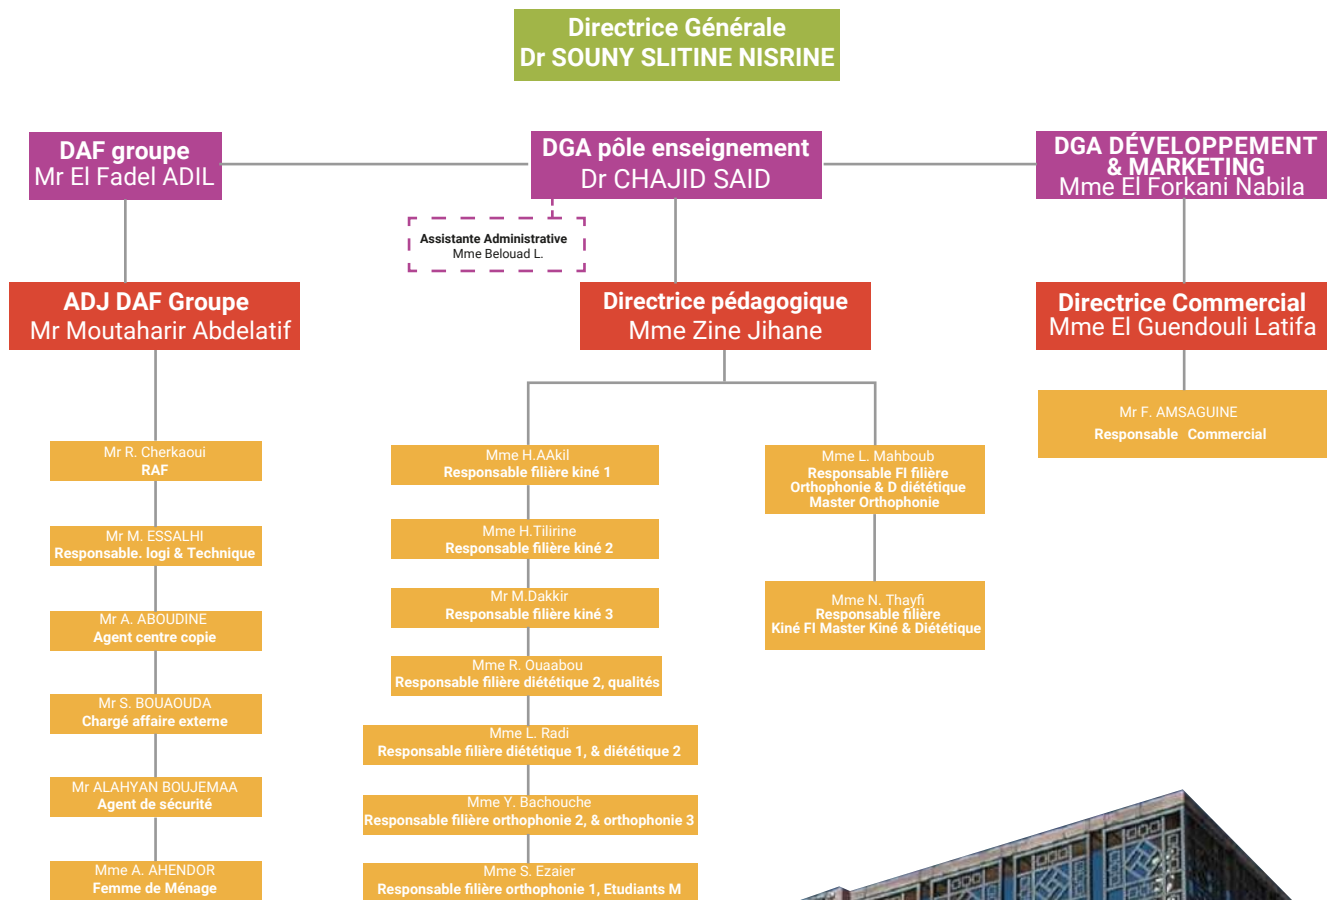 Directrice Générale
Dr SOUNY SLITINE NISRINE
DAF groupe
Mr El Fadel ADIL
DGA pôle enseignement
Dr CHAJID SAID
DGA DÉVELOPPEMENT
& MARKETING
Mme El Forkani Nabila
Assistante Administrative
Mme Belouad L.
ADJ DAF Groupe
Mr Moutaharir Abdelatif
Directrice pédagogique
Mme Zine Jihane
Directrice Commercial
Mme El Guendouli Latifa
Mr R. Cherkaoui
RAF
Mr M. ESSALHI
Responsable. logi & Technique
Mr A. ABOUDINE
Agent centre copie
Mr S. BOUAOUDA
Chargé affaire externe
Mr ALAHYAN BOUJEMAA
Agent de sécurité
Mme A. AHENDOR
Femme de Ménage
Mme H.AAkil
Responsable filière kiné 1
Mme H.Tilirine
Responsable filière kiné 2
Mr M.Dakkir
Responsable filière kiné 3
Mme R. Ouaabou
Responsable filière diététique 2, qualités
Mme L. Radi
Responsable filière diététique 1, & diététique 2
Mme Y. Bachouche
Responsable filière orthophonie 2, & orthophonie 3
Mme S. Ezaier
Responsable filière orthophonie 1, Etudiants M
Mme L. Mahboub
Responsable FI filière
Orthophonie & D diététique
Master Orthophonie
Mme N. Thayfi
Responsable filière
Kiné FI Master Kiné & Diététique
Mr F. AMSAGUINE
Responsable Commercial